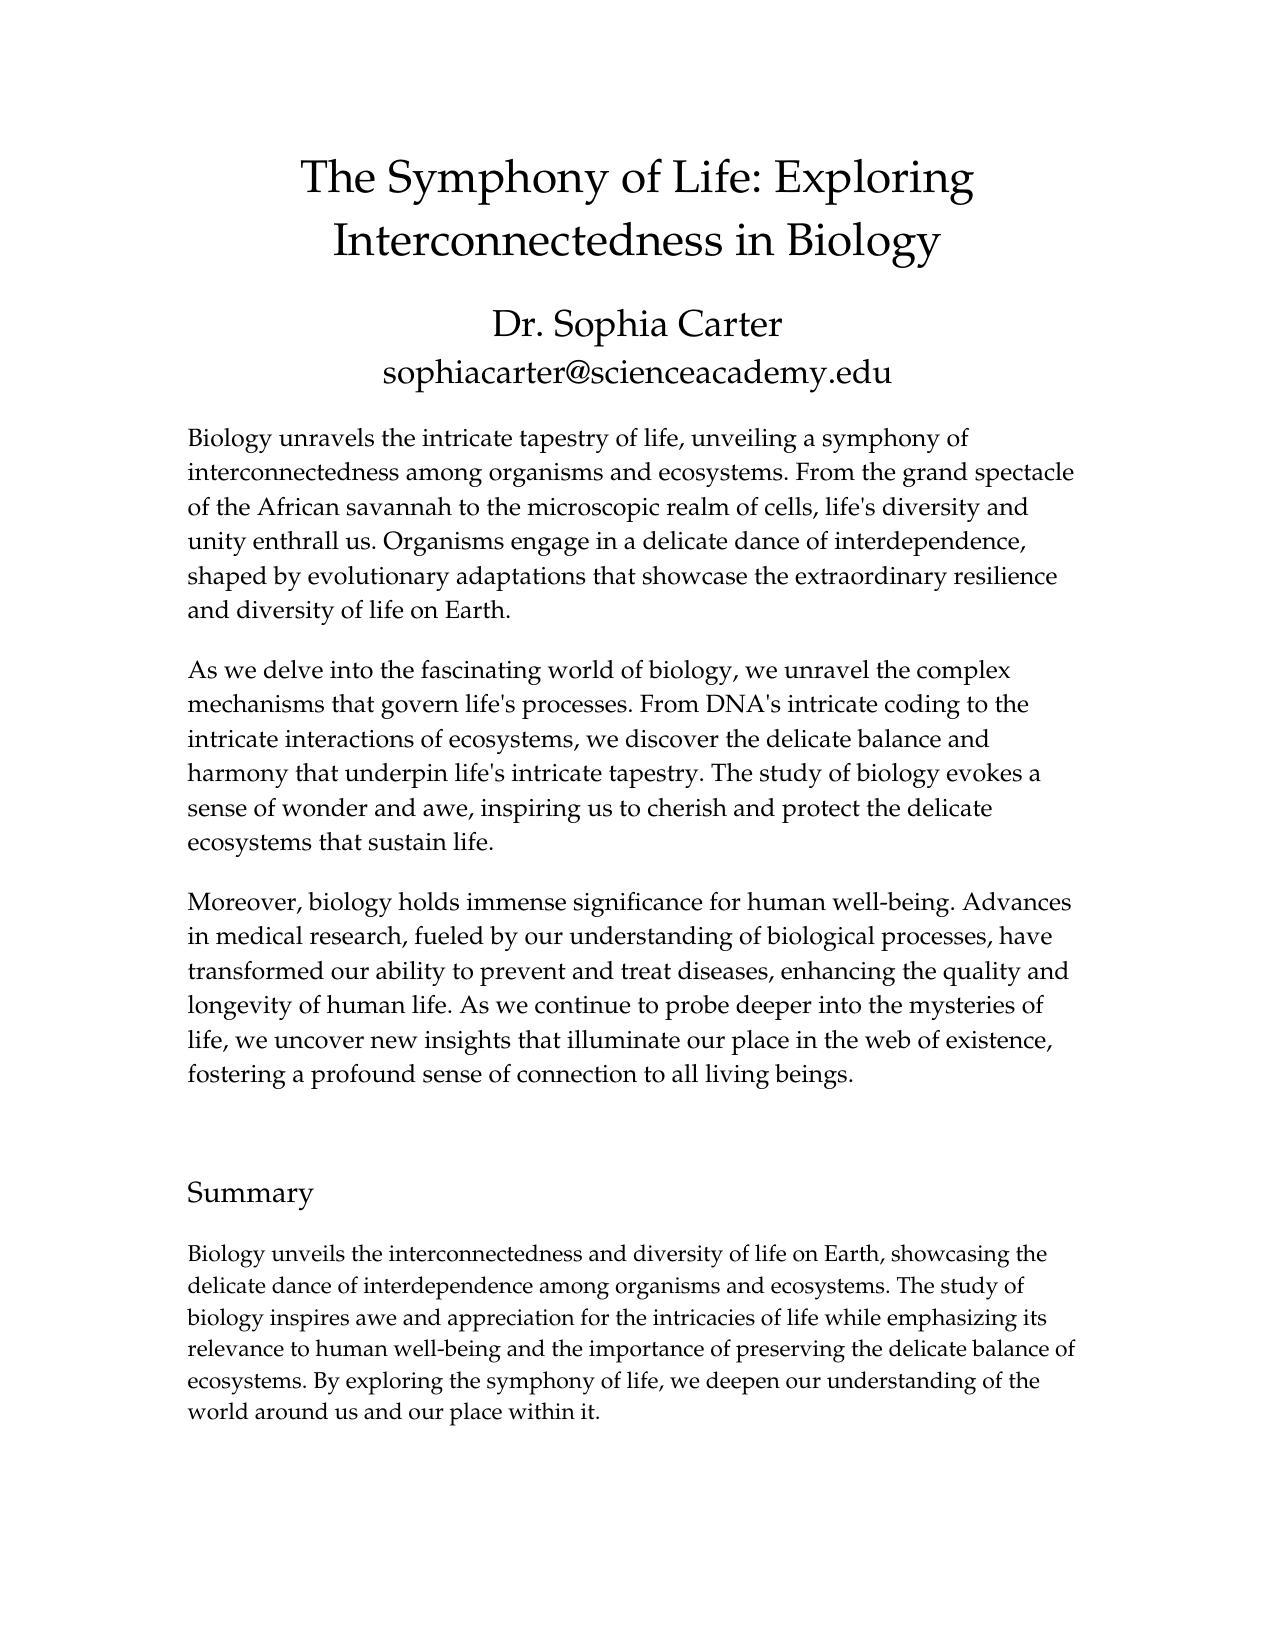 The Symphony of Life: Exploring
Interconnectedness in Biology
Dr. Sophia Carter
sophiacarter@scienceacademy.edu
Biology unravels the intricate tapestry of life, unveiling a symphony of
interconnectedness among organisms and ecosystems. From the grand spectacle
of the African savannah to the microscopic realm of cells, life's diversity and
unity enthrall us. Organisms engage in a delicate dance of interdependence,
shaped by evolutionary adaptations that showcase the extraordinary resilience
and diversity of life on Earth.
As we delve into the fascinating world of biology, we unravel the complex
mechanisms that govern life's processes. From DNA's intricate coding to the
intricate interactions of ecosystems, we discover the delicate balance and
harmony that underpin life's intricate tapestry. The study of biology evokes a
sense of wonder and awe, inspiring us to cherish and protect the delicate
ecosystems that sustain life.
Moreover, biology holds immense significance for human well-being. Advances
in medical research, fueled by our understanding of biological processes, have
transformed our ability to prevent and treat diseases, enhancing the quality and
longevity of human life. As we continue to probe deeper into the mysteries of
life, we uncover new insights that illuminate our place in the web of existence,
fostering a profound sense of connection to all living beings.
Summary
Biology unveils the interconnectedness and diversity of life on Earth, showcasing the
delicate dance of interdependence among organisms and ecosystems. The study of
biology inspires awe and appreciation for the intricacies of life while emphasizing its
relevance to human well-being and the importance of preserving the delicate balance of
ecosystems. By exploring the symphony of life, we deepen our understanding of the
world around us and our place within it.